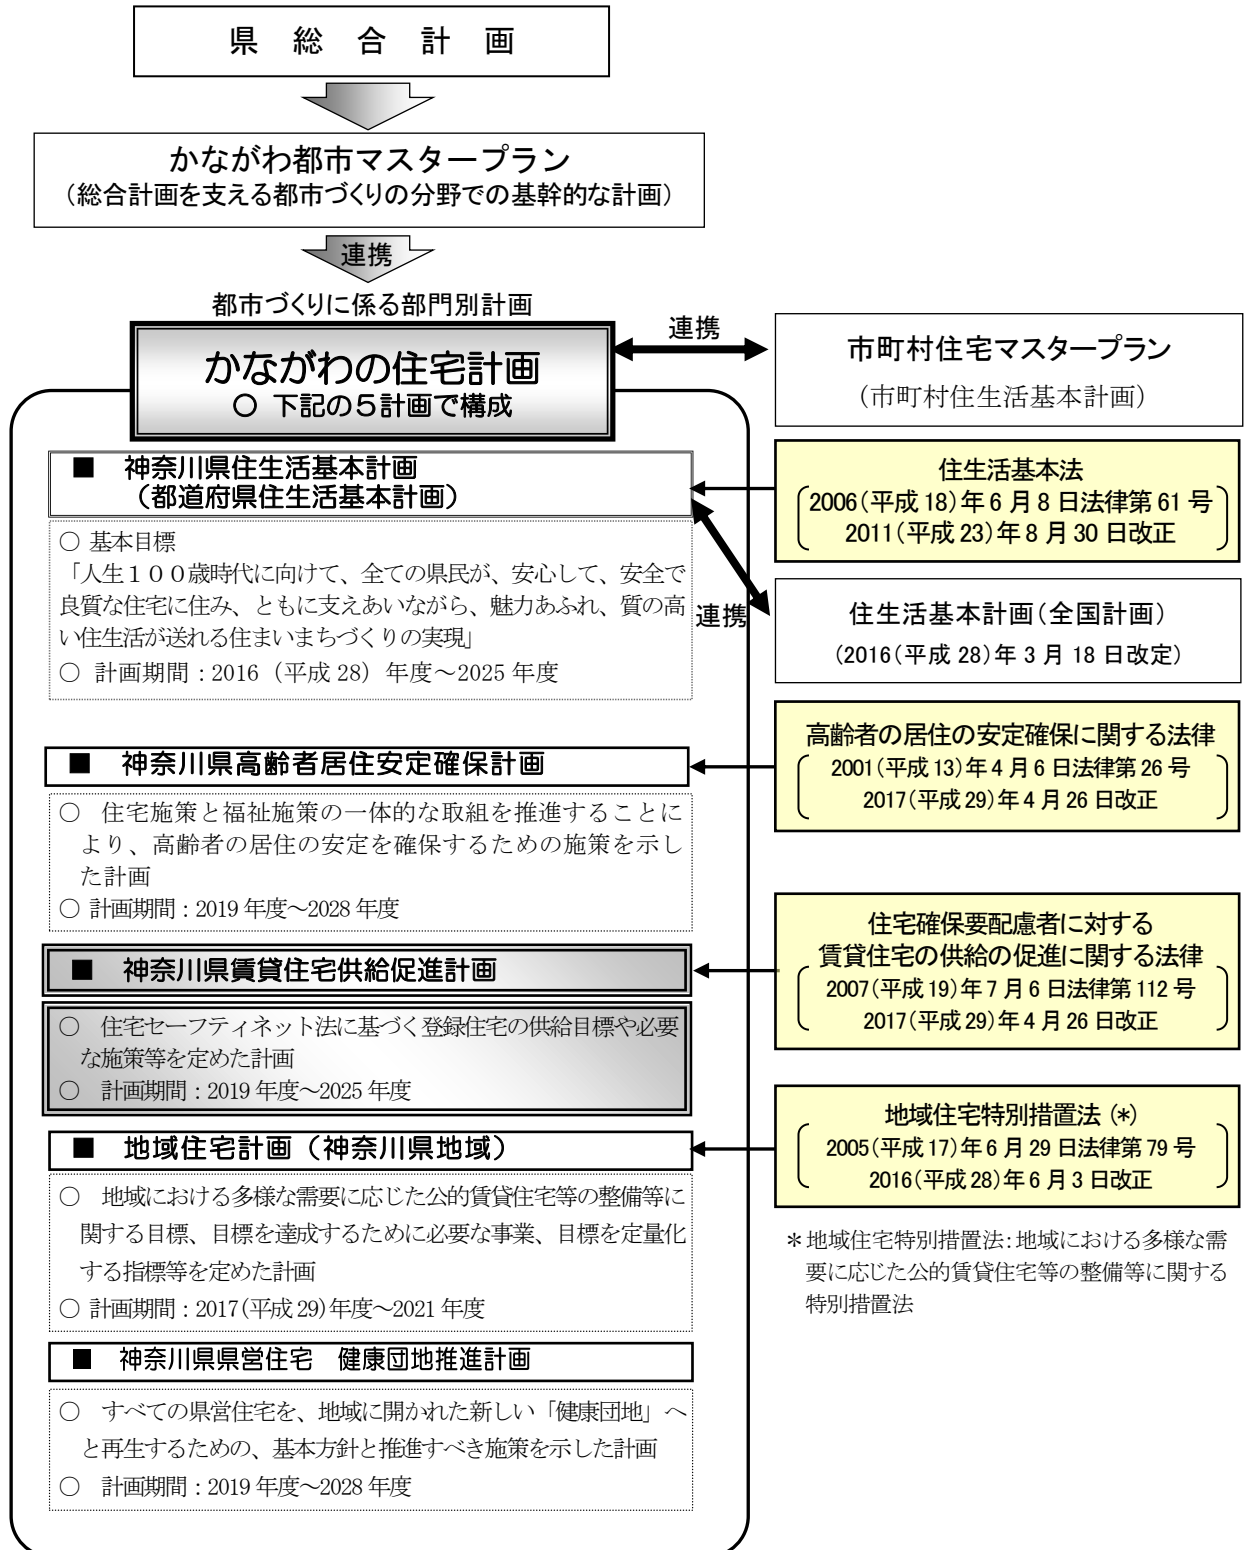 県 総 合 計 画
かながわ都市マスタープラン
（総合計画を支える都市づくりの分野での基幹的な計画）
連携
都市づくりに係る部門別計画
かながわの住宅計画
○ 下記の５計画で構成
連携
市町村住宅マスタープラン
（市町村住生活基本計画）
■ 神奈川県住生活基本計画
（都道府県住生活基本計画）
○ 基本目標
「人生１００歳時代に向けて、全ての県民が、安心して、安全で
良質な住宅に住み、ともに支えあいながら、魅力あふれ、質の高
い住生活が送れる住まいまちづくりの実現」
○ 計画期間：2016（平成 28）年度～2025 年度
住生活基本法
2006（平成 18）年 6 月 8 日法律第 61 号
2011（平成 23）年 8 月 30 日改正
連携
住生活基本計画（全国計画）
（2016（平成 28）年 3 月 18 日改定）
■ 神奈川県高齢者居住安定確保計画
○ 住宅施策と福祉施策の一体的な取組を推進することに
より、高齢者の居住の安定を確保するための施策を示し
た計画
○ 計画期間：2019 年度～2028 年度
高齢者の居住の安定確保に関する法律
2001（平成 13）年 4 月 6 日法律第 26 号
2017（平成 29）年 4 月 26 日改正
■ 神奈川県賃貸住宅供給促進計画
○ 住宅セーフティネット法に基づく登録住宅の供給目標や必要
な施策等を定めた計画
○ 計画期間：2019 年度～2025 年度
住宅確保要配慮者に対する
賃貸住宅の供給の促進に関する法律
2007（平成 19）年 7 月 6 日法律第 112 号
2017（平成 29）年 4 月 26 日改正
■ 地域住宅計画（神奈川県地域）
○ 地域における多様な需要に応じた公的賃貸住宅等の整備等に
関する目標、目標を達成するために必要な事業、目標を定量化
する指標等を定めた計画
○ 計画期間：2017（平成 29）年度～2021 年度
地域住宅特別措置法（*）
2005（平成 17）年 6 月 29 日法律第 79 号
2016（平成 28）年 6 月 3 日改正
＊地域住宅特別措置法：地域における多様な需
要に応じた公的賃貸住宅等の整備等に関する
特別措置法
■ 神奈川県県営住宅 健康団地推進計画
○ すべての県営住宅を、地域に開かれた新しい「健康団地」へ
と再生するための、基本方針と推進すべき施策を示した計画
○ 計画期間：2019 年度～2028 年度